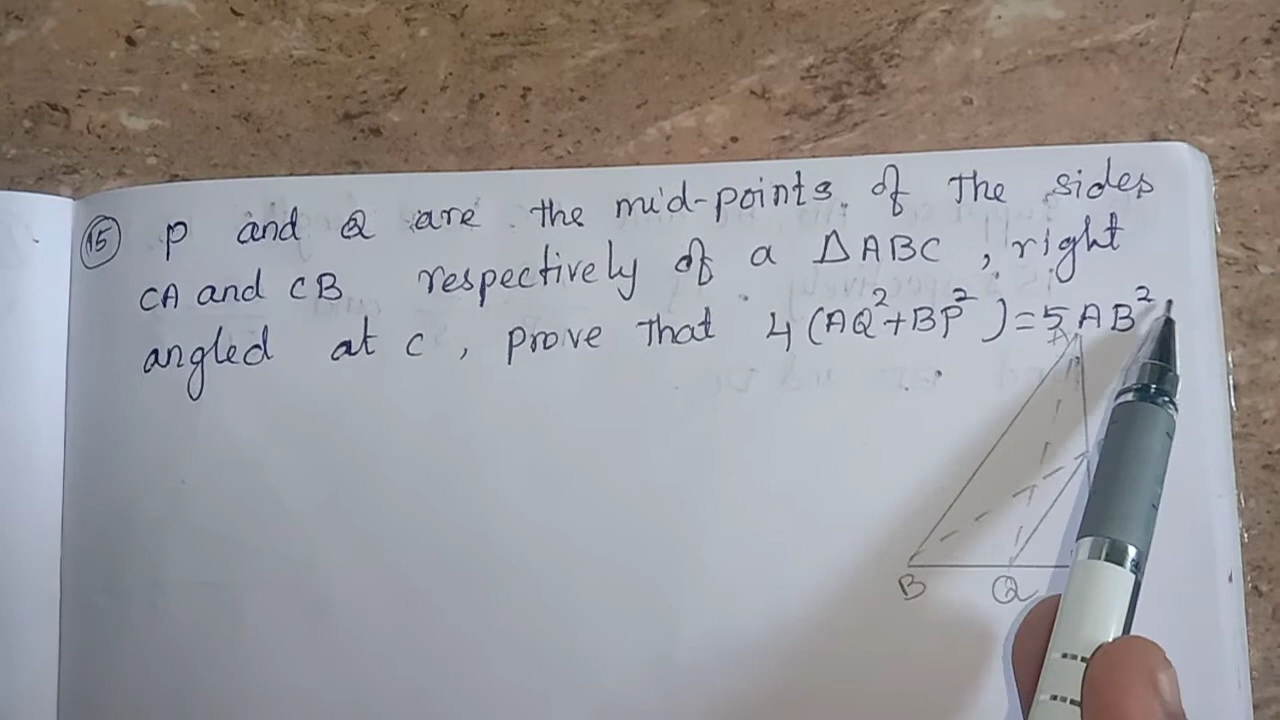 15 P and Q are the mid-points of the sides
CA and CB respectively of a ΔABC, right
angled at C, prove that 4(AQ²+BP²)=5AB²
A
B Q